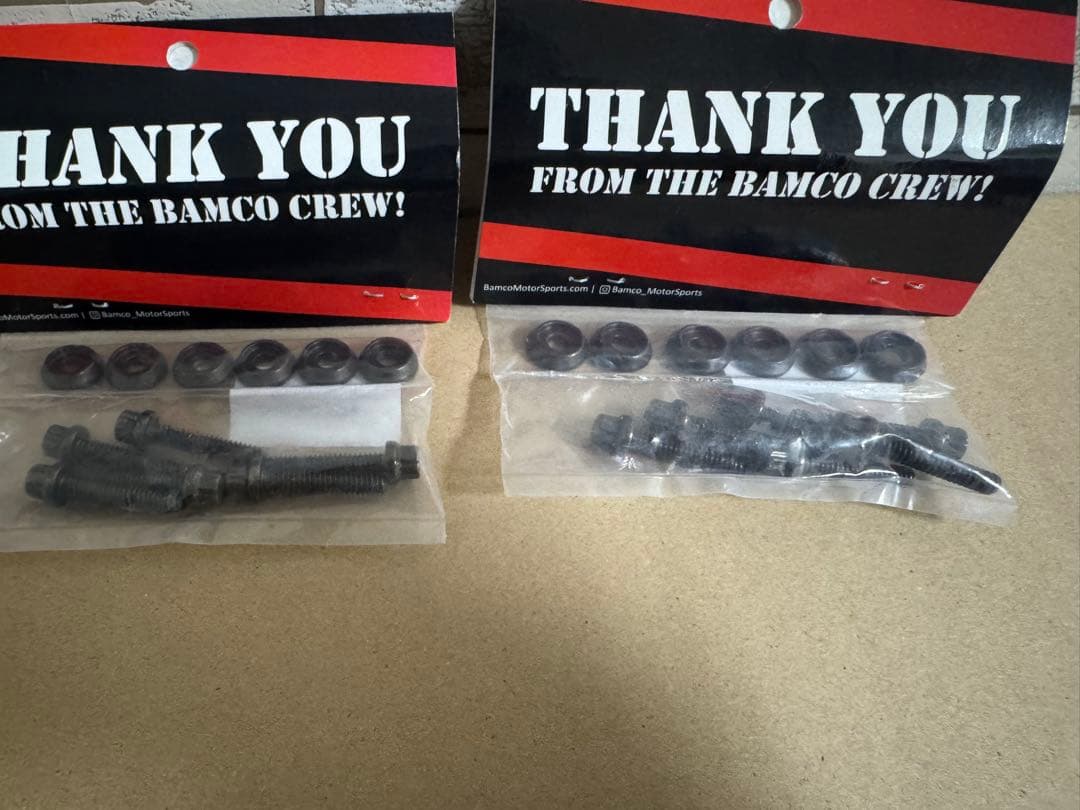 HANK YOU
OM THE BAMCO CREW!
MotorSports.com | Bamco_MotorSports
THANK YOU
FROM THE BAMCO CREW!
BamcoMotorSports.com | Bamco_MotorSports